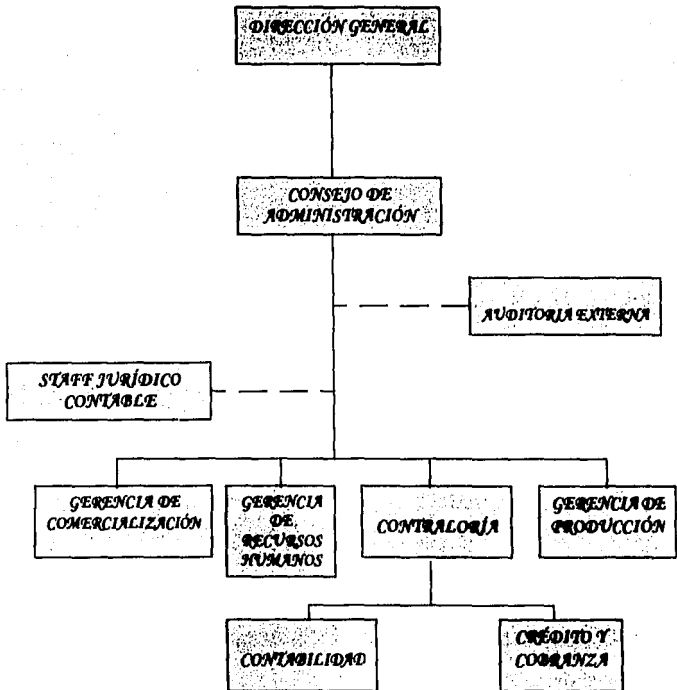 DIRECCIÓN GENERAL
CONSEJO DE
ADMINISTRACIÓN
AUDITORIA EXTERNA
STAFF JURÍDICO
CONTABLE
GERENCIA DE
COMERCIALIZACIÓN
GERENCIA
DE
RECURSOS
HUMANOS
CONTRALORÍA
GERENCIA DE
PRODUCCIÓN
CONTABILIDAD
CRÉDITO Y
COBRANZA